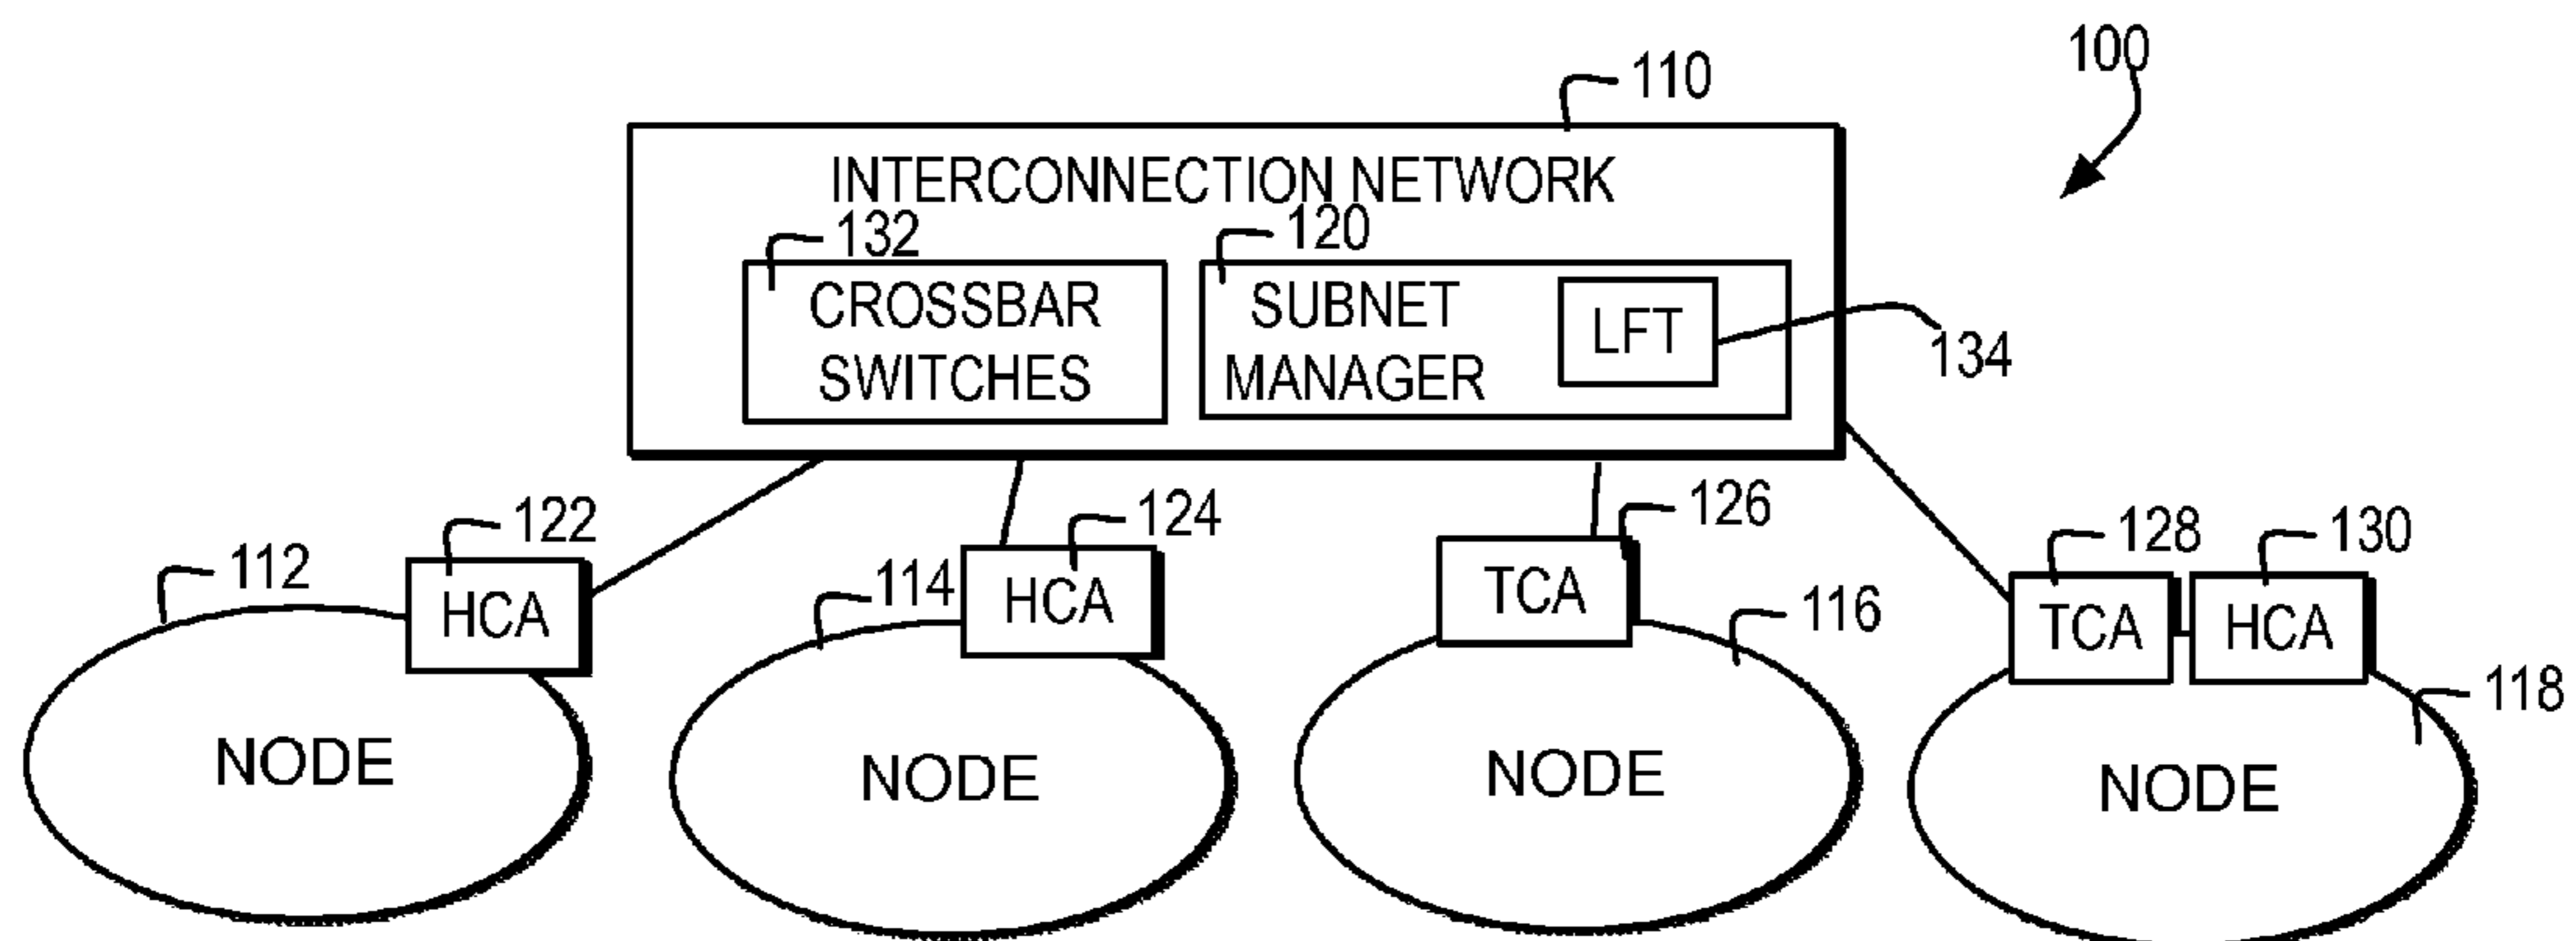 100
110
INTERCONNECTION NETWORK
132
120
CROSSBAR
SWITCHES
SUBNET
MANAGER
LFT
134
122
124
126
128
130
112
HCA
114
HCA
TCA
116
TCA
HCA
118
NODE
NODE
NODE
NODE